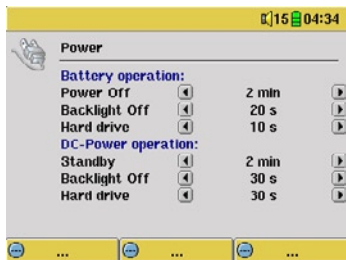 15 04:34
Power
Battery operation:
Power Off 2 min
Backlight Off 20 s
Hard drive 10 s
DC-Power operation:
Standby 2 min
Backlight Off 30 s
Hard drive 30 s
... ... ...